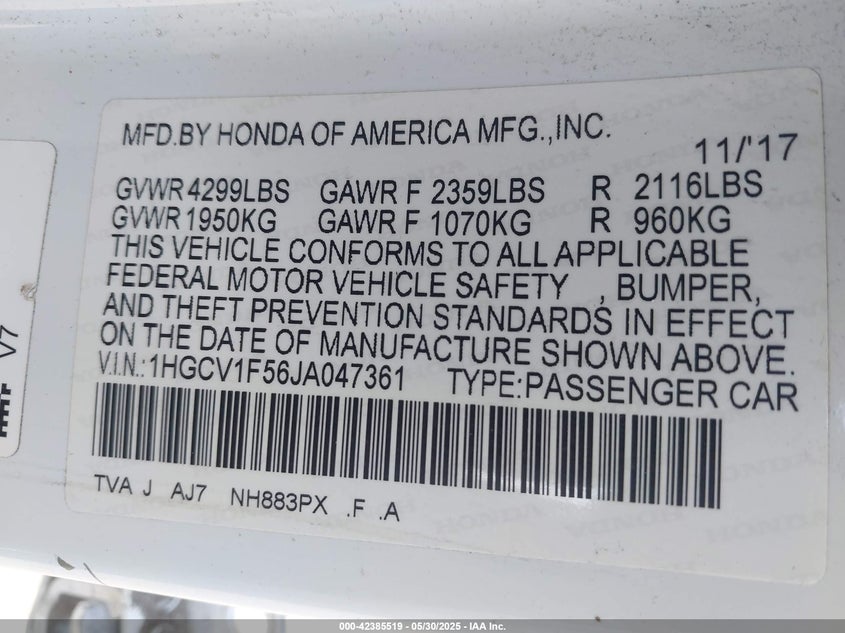 MFD.BY HONDA OF AMERICA MFG.,INC.
11/'17
GVWR 4299LBS GAWR F 2359LBS R 2116LBS
GVWR 1950KG GAWR F 1070KG R 960KG
THIS VEHICLE CONFORMS TO ALL APPLICABLE
FEDERAL MOTOR VEHICLE SAFETY , BUMPER,
AND THEFT PREVENTION STANDARDS IN EFFECT
ON THE DATE OF MANUFACTURE SHOWN ABOVE.
V.I.N.:1HGCV1F56JA047361 TYPE:PASSENGER CAR
TVA J AJ7 NH883PX .F .A
V7
000-42385519 - 05/30/2025 - IAA Inc.